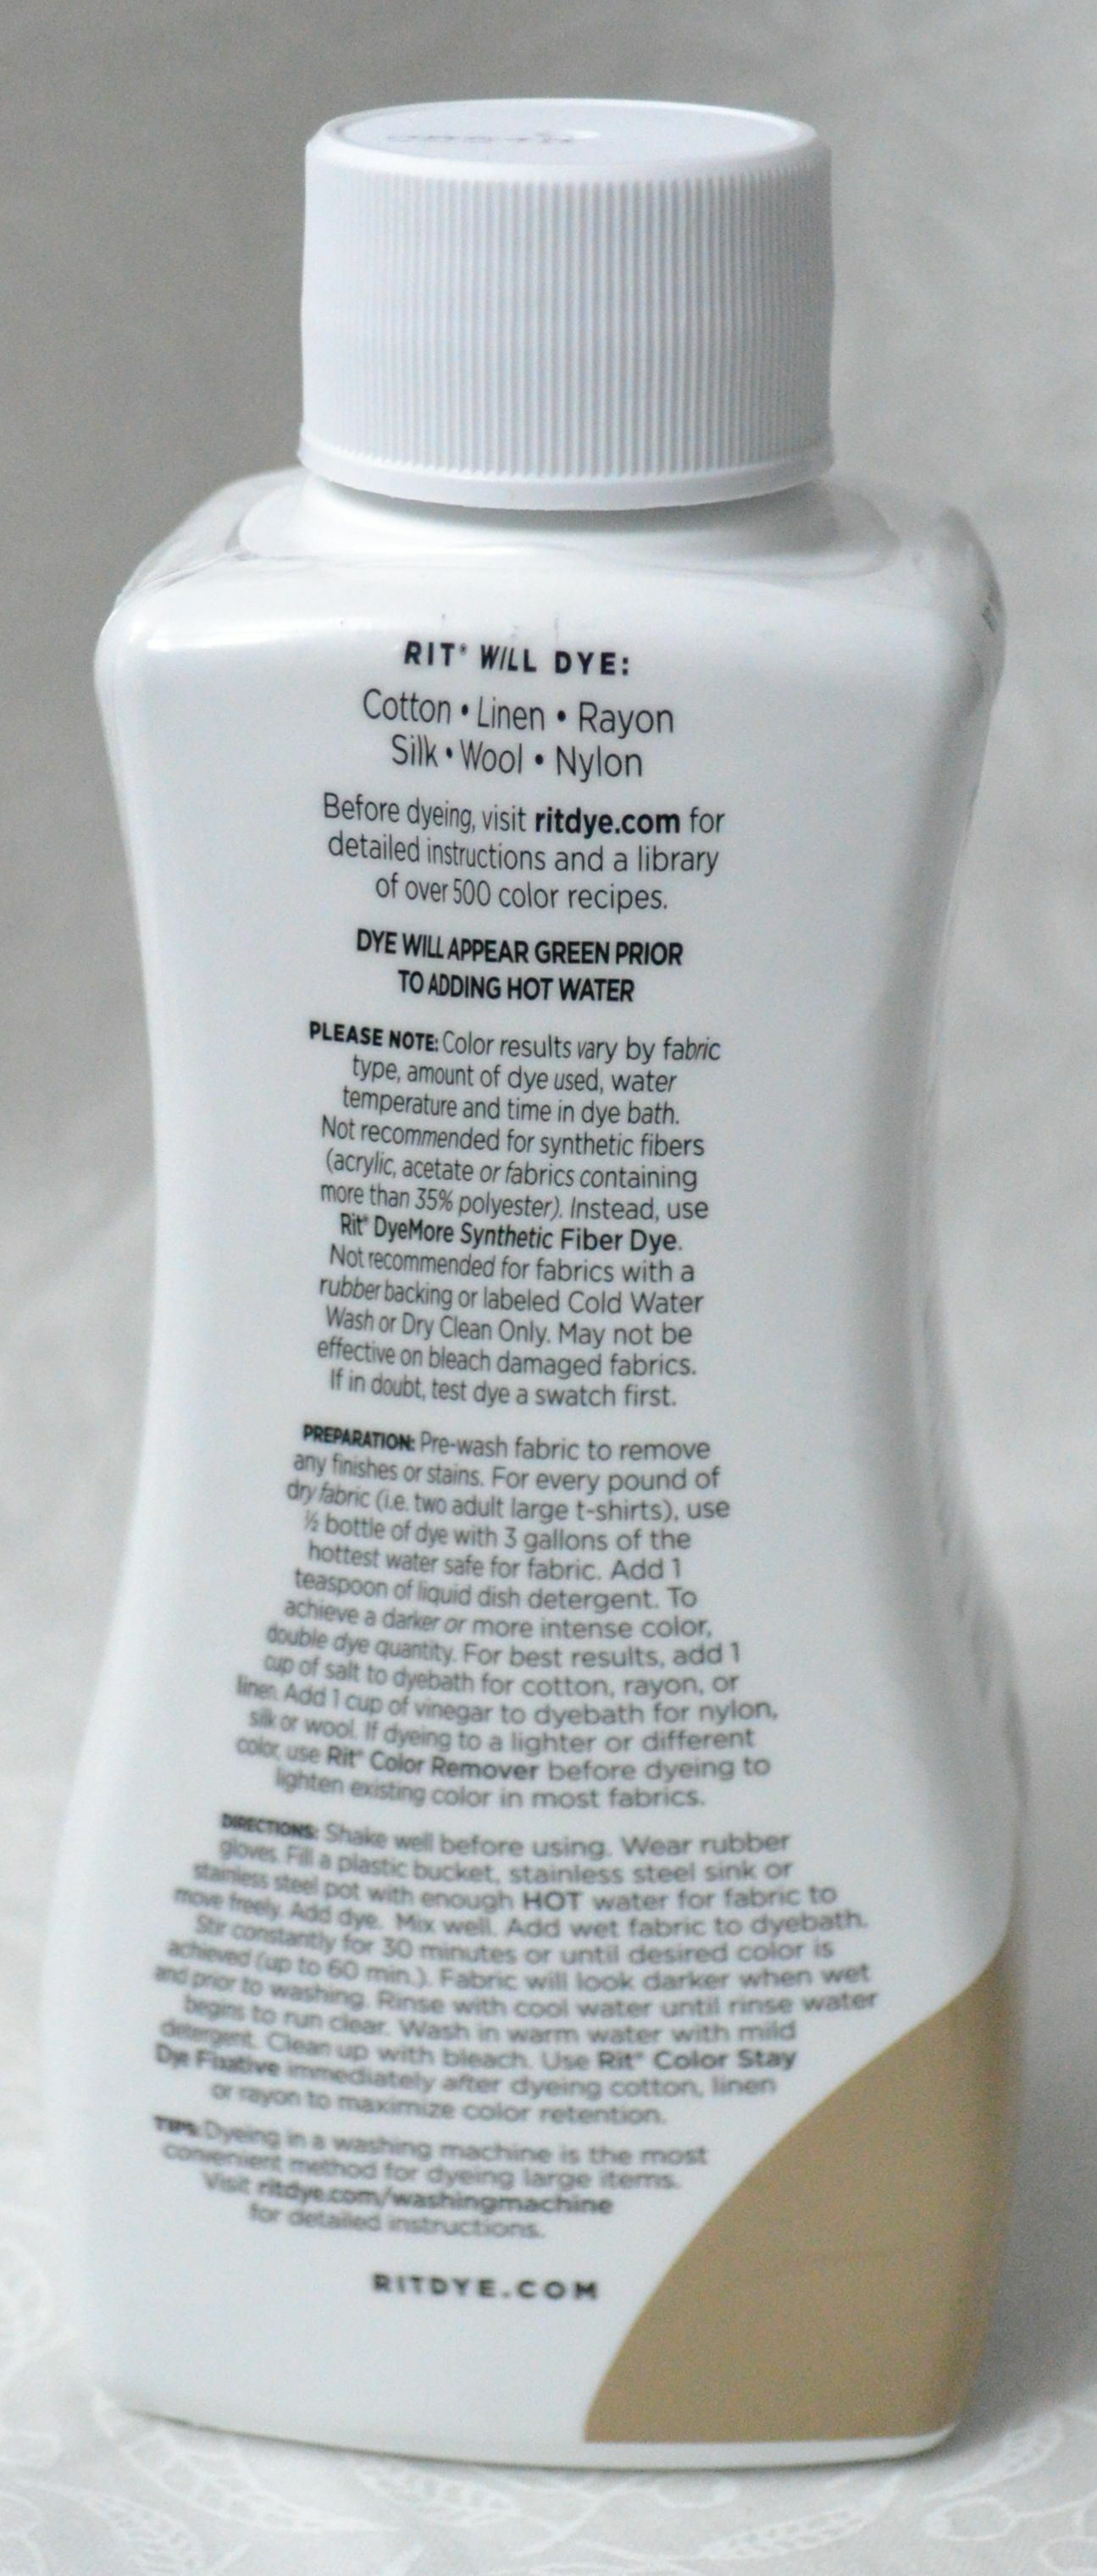 RIT® WILL DYE:
Cotton • Linen • Rayon
Silk • Wool • Nylon
Before dyeing, visit ritdye.com for
detailed instructions and a library
of over 500 color recipes.
DYE WILL APPEAR GREEN PRIOR
TO ADDING HOT WATER
PLEASE NOTE: Color results vary by fabric
type, amount of dye used, water
temperature and time in dye bath.
Not recommended for synthetic fibers
(acrylic, acetate or fabrics containing
more than 35% polyester). Instead, use
Rit® DyeMore Synthetic Fiber Dye.
Not recommended for fabrics with a
rubber backing or labeled Cold Water
Wash or Dry Clean Only. May not be
effective on bleach damaged fabrics.
If in doubt, test dye a swatch first.
PREPARATION: Pre-wash fabric to remove
any finishes or stains. For every pound of
dry fabric (i.e. two adult large t-shirts), use
½ bottle of dye with 3 gallons of the
hottest water safe for fabric. Add 1
teaspoon of liquid dish detergent. To
achieve a darker or more intense color,
double dye quantity. For best results, add 1
cup of salt to dyebath for cotton, rayon, or
linen. Add 1 cup of vinegar to dyebath for nylon,
silk or wool. If dyeing to a lighter or different
color, use Rit® Color Remover before dyeing to
lighten existing color in most fabrics.
DIRECTIONS: Shake well before using. Wear rubber
gloves. Fill a plastic bucket, stainless steel sink or
stainless steel pot with enough HOT water for fabric to
move freely. Add dye. Mix well. Add wet fabric to dyebath.
Stir constantly for 30 minutes or until desired color is
achieved (up to 60 min.). Fabric will look darker when wet
and prior to washing. Rinse with cool water until rinse water
begins to run clear. Wash in warm water with mild
detergent. Clean up with bleach. Use Rit® Color Stay
Dye Fixative immediately after dyeing cotton, linen
or rayon to maximize color retention.
TIPS: Dyeing in a washing machine is the most
convenient method for dyeing large items.
Visit ritdye.com/washingmachine
for detailed instructions.
RITDYE.COM